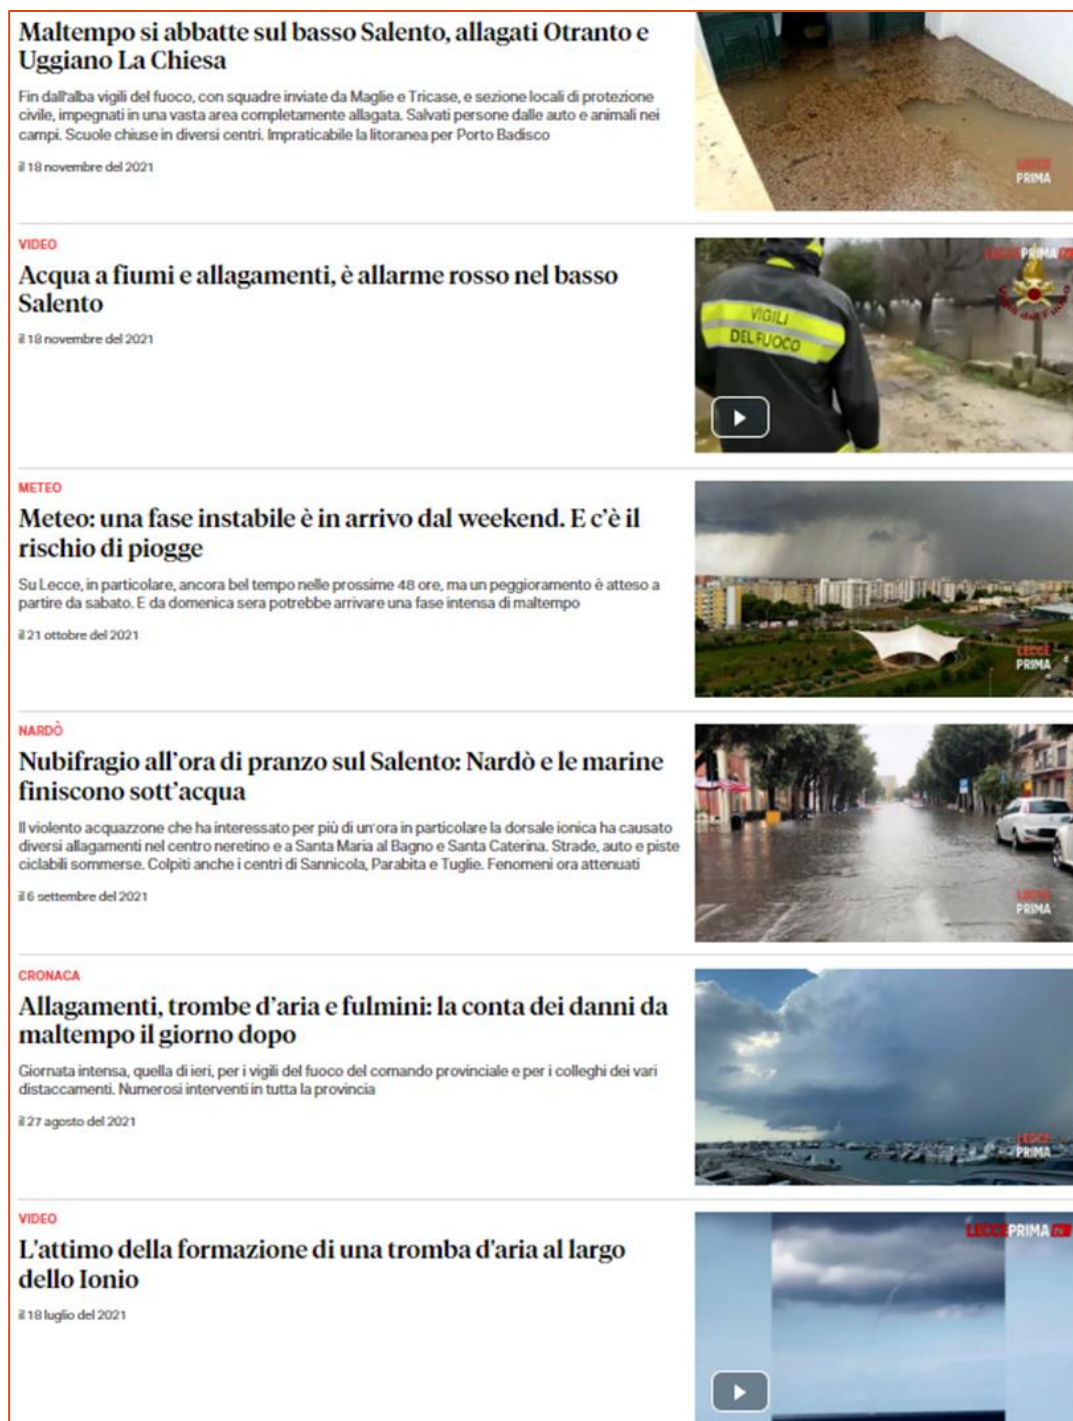 Maltempo si abbatte sul basso Salento, allagati Otranto e
Uggiano La Chiesa
Fin dall'alba vigili del fuoco, con squadre inviate da Maglie e Tricase, e sezione locali di protezione
civile, impegnati in una vasta area completamente allagata. Salvati persone dalle auto e animali nei
campi. Scuole chiuse in diversi centri. Impraticabile la litoranea per Porto Badisco
il 18 novembre del 2021
LECCE
PRIMA
VIDEO
Acqua a fiumi e allagamenti, è allarme rosso nel basso
Salento
il 18 novembre del 2021
LECCEPRIMA tv
Vigili del Fuoco
VIGILI
DEL FUOCO
METEO
Meteo: una fase instabile è in arrivo dal weekend. E c'è il
rischio di piogge
Su Lecce, in particolare, ancora bel tempo nelle prossime 48 ore, ma un peggioramento è atteso a
partire da sabato. E da domenica sera potrebbe arrivare una fase intensa di maltempo
il 21 ottobre del 2021
LECCE
PRIMA
NARDÒ
Nubifragio all'ora di pranzo sul Salento: Nardò e le marine
finiscono sott'acqua
Il violento acquazzone che ha interessato per più di un'ora in particolare la dorsale ionica ha causato
diversi allagamenti nel centro neretino e a Santa Maria al Bagno e Santa Caterina. Strade, auto e piste
ciclabili sommerse. Colpiti anche i centri di Sannicola, Parabita e Tuglie. Fenomeni ora attenuati
il 6 settembre del 2021
LECCE
PRIMA
CRONACA
Allagamenti, trombe d'aria e fulmini: la conta dei danni da
maltempo il giorno dopo
Giornata intensa, quella di ieri, per i vigili del fuoco del comando provinciale e per i colleghi dei vari
distaccamenti. Numerosi interventi in tutta la provincia
il 27 agosto del 2021
LECCE
PRIMA
VIDEO
L'attimo della formazione di una tromba d'aria al largo
dello Ionio
il 18 luglio del 2021
LECCEPRIMA tv